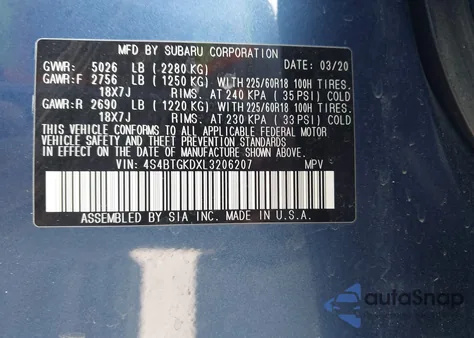 MFD BY SUBARU CORPORATION
GVWR: 5026 LB ( 2280 KG) DATE: 03/20
GAWR:F 2756 LB ( 1250 KG) WITH 225/60R18 100H TIRES.
18X7J RIMS. AT 240 KPA ( 35 PSI) COLD
GAWR:R 2690 LB ( 1220 KG) WITH 225/60R18 100H TIRES.
18X7J RIMS. AT 230 KPA ( 33 PSI) COLD
THIS VEHICLE CONFORMS TO ALL APPLICABLE FEDERAL MOTOR
VEHICLE SAFETY, BUMPER, AND THEFT PREVENTION STANDARDS
IN EFFECT ON THE DATE OF MANUFACTURE SHOWN ABOVE.
VIN: 4S4BTGKDXL3206207 MPV
ASSEMBLED BY SIA INC. MADE IN U.S.A.
autoSnap